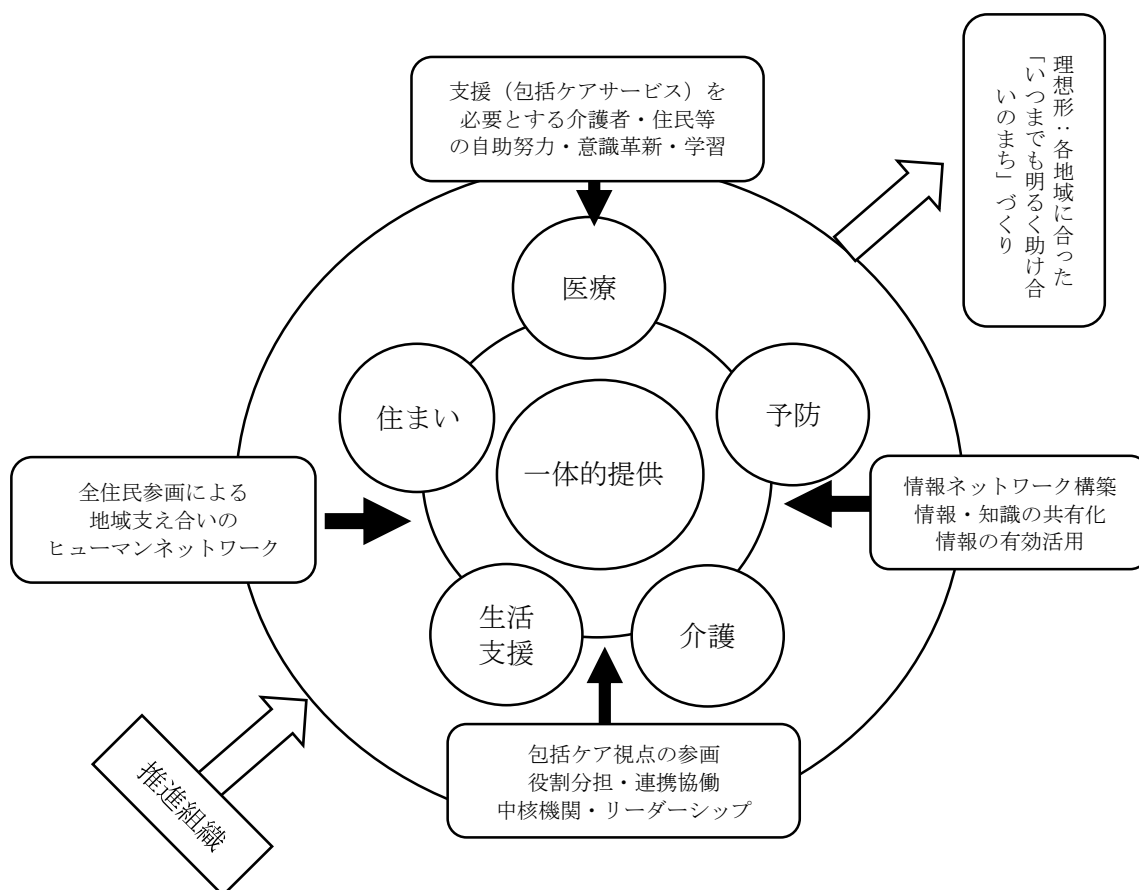 支援（包括ケアサービス）を
必要とする介護者・住民等
の自助努力・意識革新・学習
理想形：各地域に合った
「いつまでも明るく助け合
いのまち」づくり
医療
住まい
予防
一体的提供
全住民参画による
地域支え合いの
ヒューマンネットワーク
情報ネットワーク構築
情報・知識の共有化
情報の有効活用
生活
支援
介護
包括ケア視点の参画
役割分担・連携協働
中核機関・リーダーシップ
推進組織